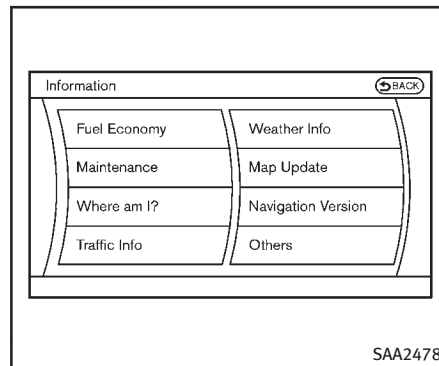 Information
BACK
Fuel Economy
Weather Info
Maintenance
Map Update
Where am I?
Navigation Version
Traffic Info
Others
SAA2478